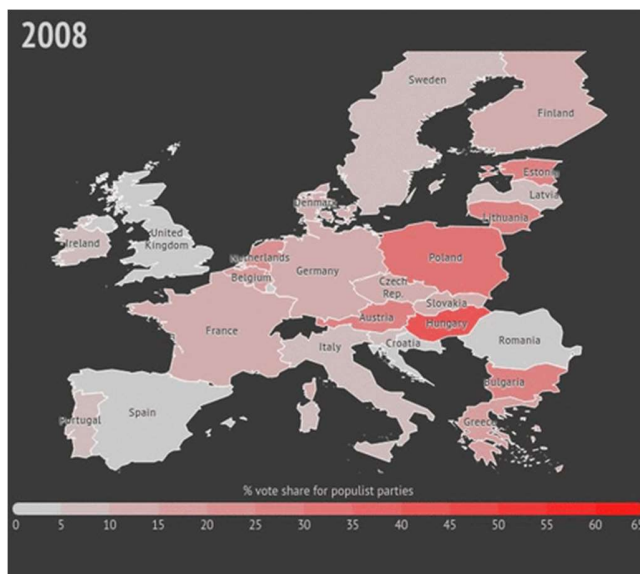 2008
Sweden
Finland
Estonia
Latvia
Denmark
Lithuania
Ireland
United
Kingdom
Netherlands
Poland
Belgium
Germany
Czech
Rep.
Slovakia
Austria
Hungary
France
Italy
Croatia
Romania
Bulgaria
Spain
Portugal
Greece
% vote share for populist parties
0 5 10 15 20 25 30 35 40 45 50 55 60 65